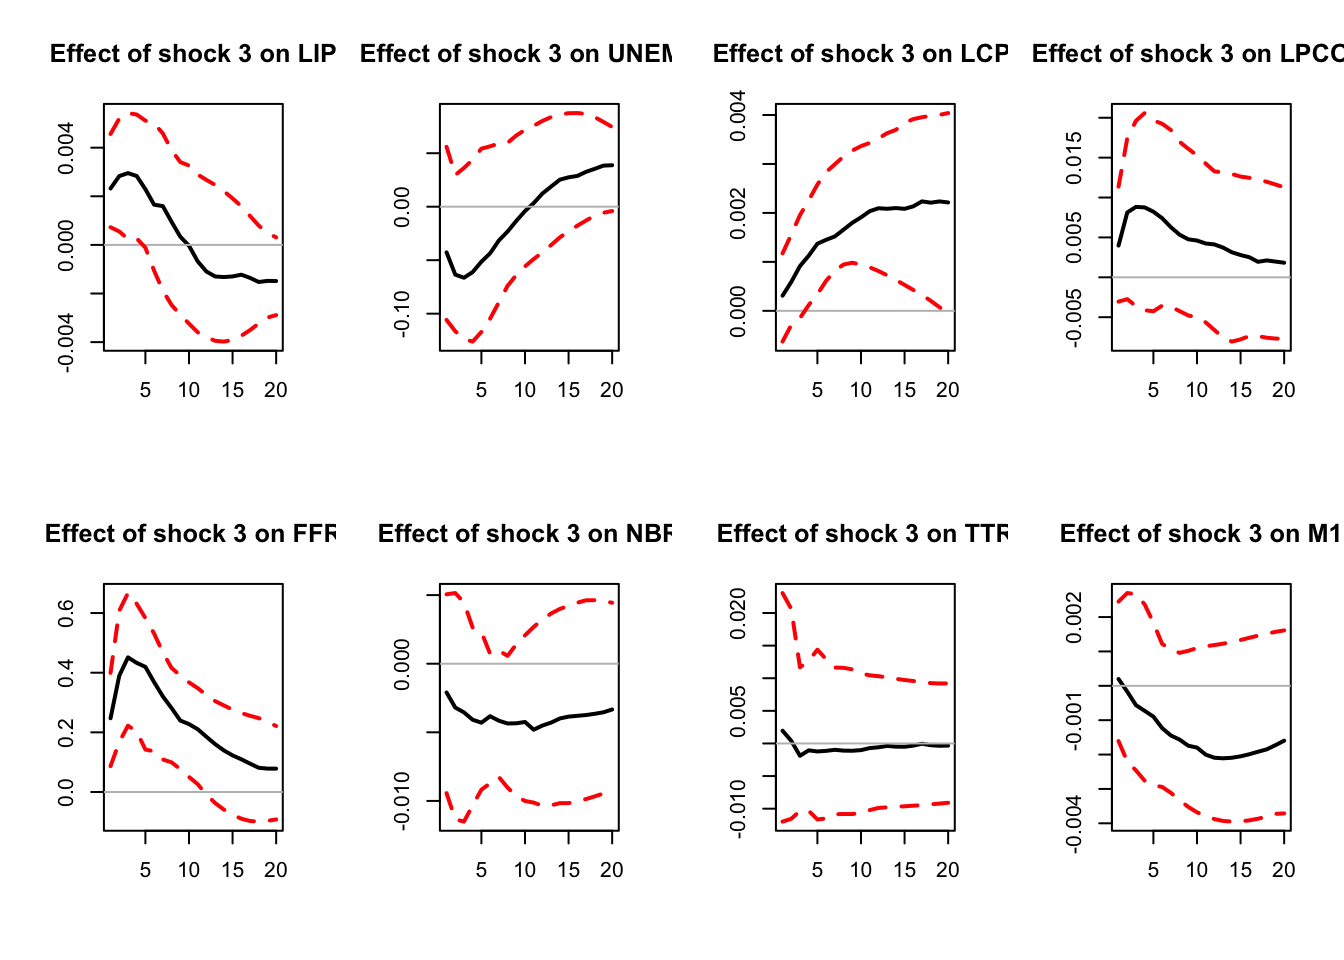 Effect of shock 3 on LIP
Effect of shock 3 on UNEM
Effect of shock 3 on LCP
Effect of shock 3 on LPCO
0.004
0.000
-0.004
5 10 15 20
0.00
-0.10
5 10 15 20
0.004
0.002
0.000
5 10 15 20
0.015
0.005
-0.005
5 10 15 20
Effect of shock 3 on FFR
Effect of shock 3 on NBR
Effect of shock 3 on TTR
Effect of shock 3 on M1
0.6
0.4
0.2
0.0
5 10 15 20
0.000
-0.010
5 10 15 20
0.020
0.005
-0.010
5 10 15 20
0.002
-0.001
-0.004
5 10 15 20